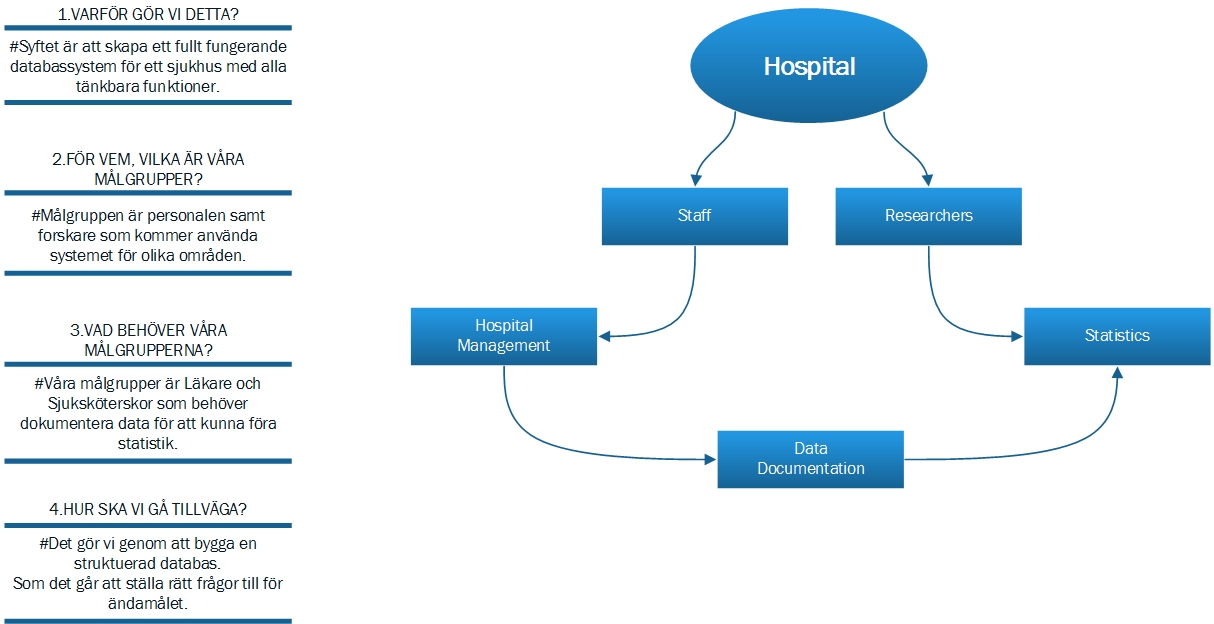 1.VARFÖR GÖR VI DETTA?
#Syftet är att skapa ett fullt fungerande
databassystem för ett sjukhus med alla
tänkbara funktioner.
2.FÖR VEM, VILKA ÄR VÅRA
MÅLGRUPPER?
#Målgruppen är personalen samt
forskare som kommer använda
systemet för olika områden.
3.VAD BEHÖVER VÅRA
MÅLGRUPPERNA?
#Våra målgrupper är Läkare och
Sjuksköterskor som behöver
dokumentera data för att kunna föra
statistik.
4.HUR SKA VI GÅ TILLVÄGA?
#Det gör vi genom att bygga en
struktuerad databas.
Som det går att ställa rätt frågor till för
ändamålet.
Hospital
Staff
Researchers
Hospital
Management
Statistics
Data
Documentation